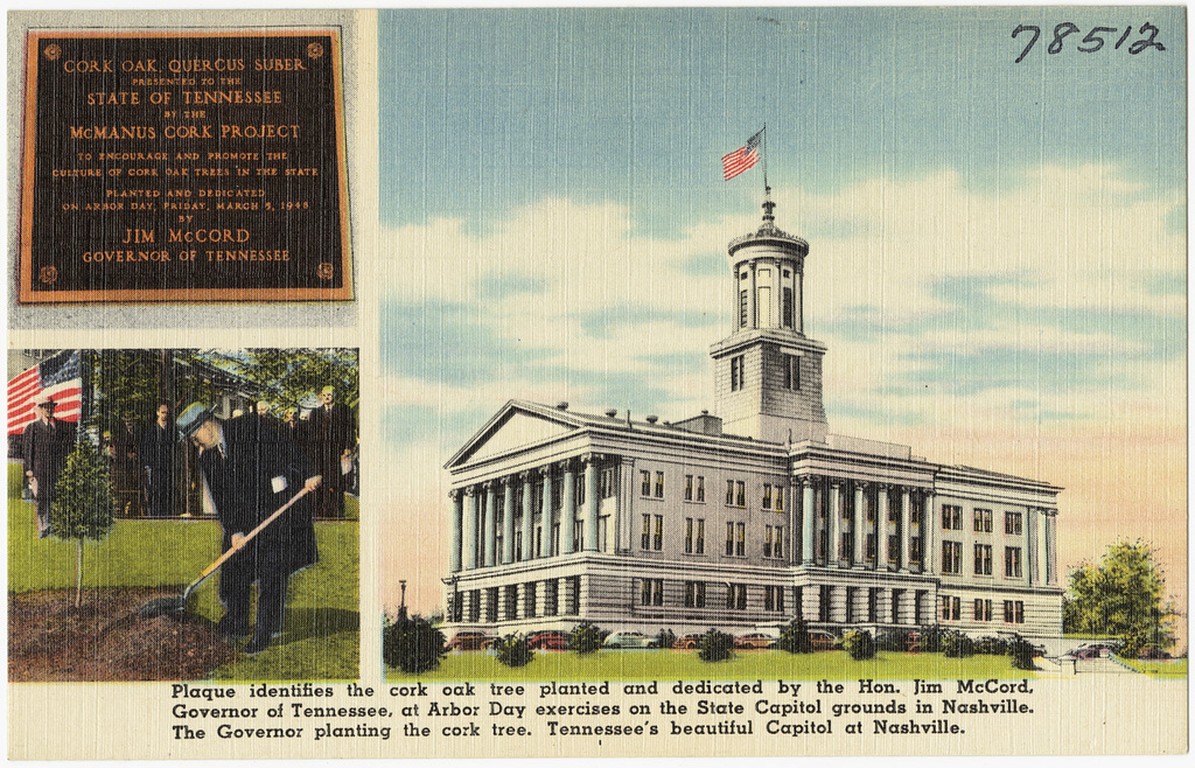 CORK OAK, QUERCUS SUBER
PRESENTED TO THE
STATE OF TENNESSEE
BY THE
McMANUS CORK PROJECT
TO ENCOURAGE AND PROMOTE THE
CULTURE OF CORK OAK TREES IN THE STATE
PLANTED AND DEDICATED
ON ARBOR DAY, FRIDAY, MARCH 5, 1948
BY
JIM McCORD
GOVERNOR OF TENNESSEE
78512
Plaque identifies the cork oak tree planted and dedicated by the Hon. Jim McCord,
Governor of Tennessee, at Arbor Day exercises on the State Capitol grounds in Nashville.
The Governor planting the cork tree. Tennessee's beautiful Capitol at Nashville.